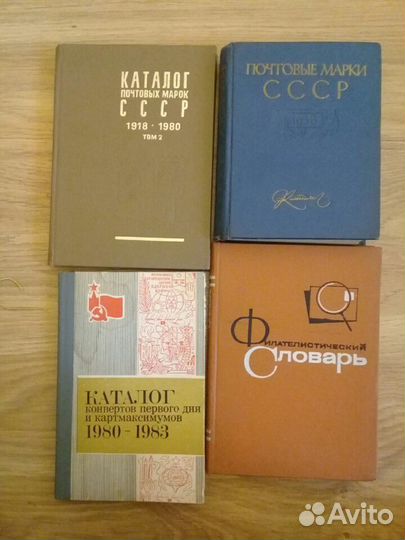 КАТАЛОГ
ПОЧТОВЫХ МАРОК
СССР
1918 · 1980
ТОМ 2
ПОЧТОВЫЕ МАРКИ
СССР
Каталог
КАТАЛОГ
конвертов первого дня
и картмаксимумов
1980–1983
Филателистический
Словарь
Avito